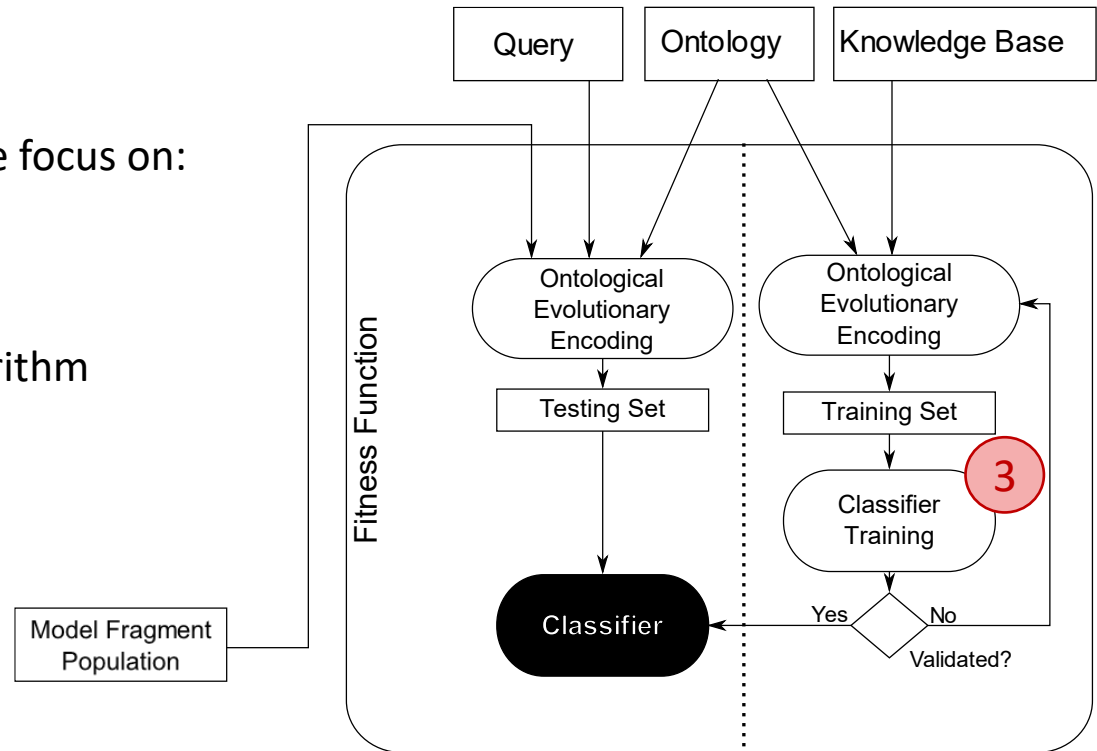 Query
Ontology
Knowledge Base
focus on:
rithm
Fitness Function
Ontological
Evolutionary
Encoding
Testing Set
Classifier
Ontological
Evolutionary
Encoding
Training Set
3
Classifier
Training
Yes
No
Validated?
Model Fragment
Population